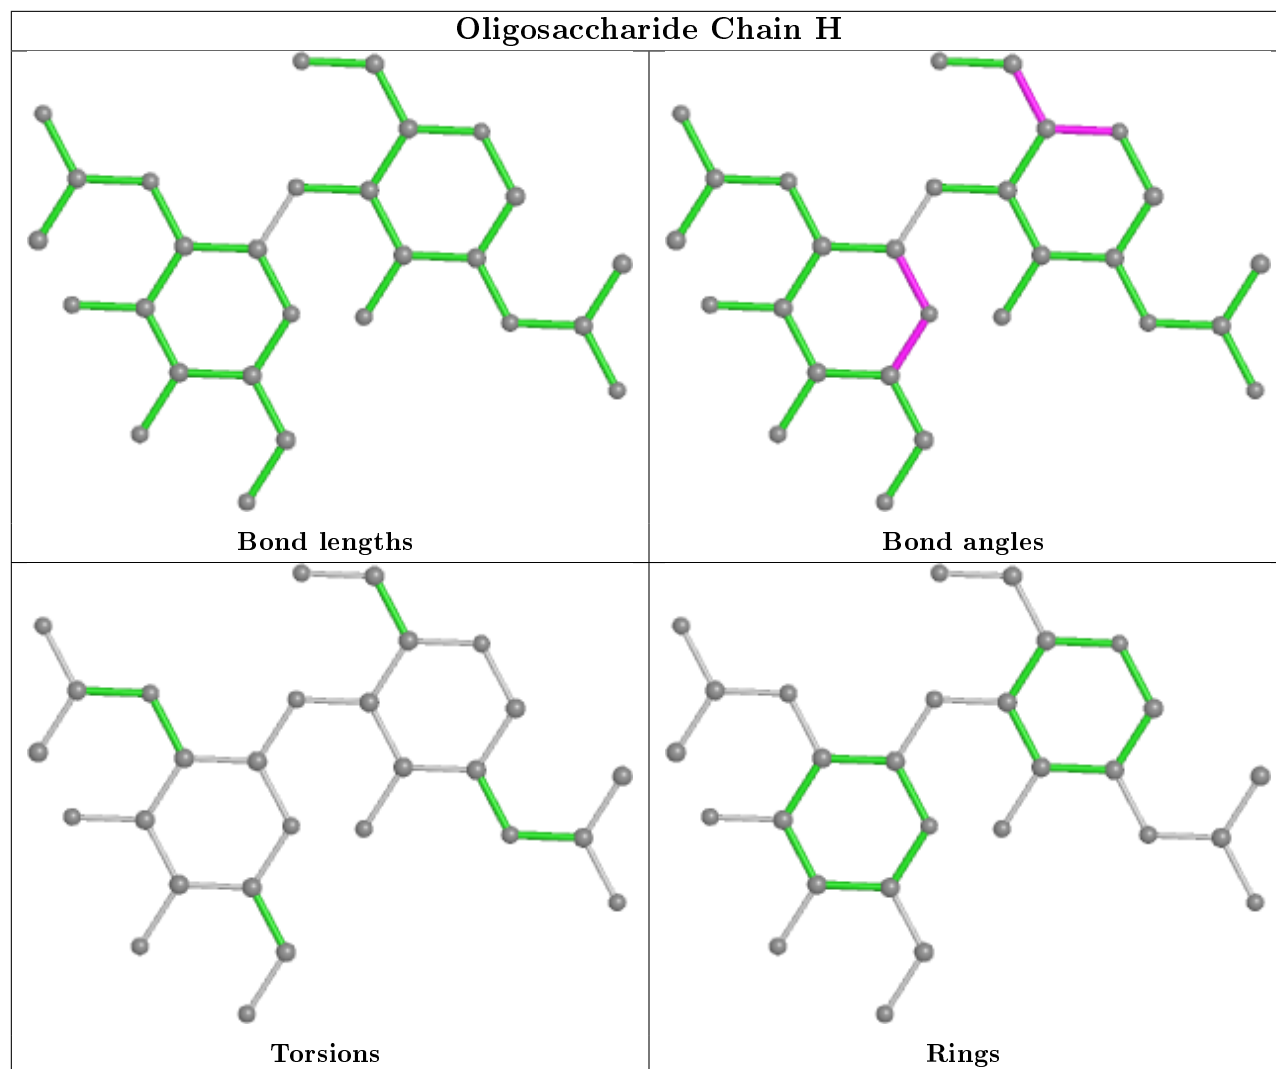 Oligosaccharide Chain H
Bond lengths
Bond angles
Torsions
Rings